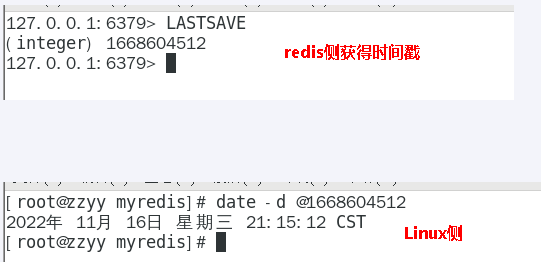 127.0.0.1:6379> LASTSAVE
(integer) 1668604512
127.0.0.1:6379>
redis侧获得时间戳
[root@zzyy myredis]# date -d @1668604512
2022年 11月 16日 星期三 21:15:12 CST
[root@zzyy myredis]#
Linux侧